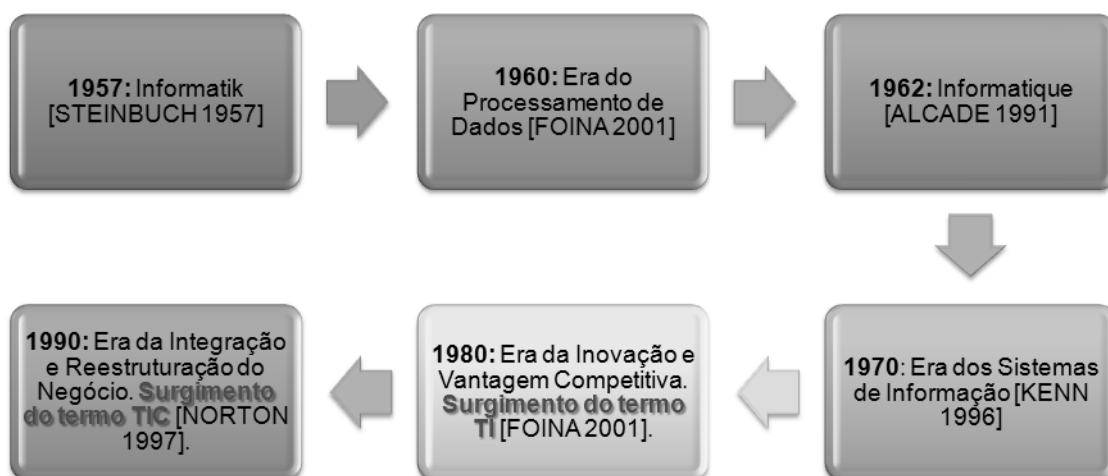 1957: Informatik
[STEINBUCH 1957]
1960: Era do
Processamento de
Dados [FOINA 2001]
1962: Informatique
[ALCADE 1991]
1970: Era dos Sistemas
de Informação [KENN
1996]
1980: Era da Inovação e
Vantagem Competitiva.
Surgimento do termo
TI [FOINA 2001].
1990: Era da Integração
e Reestruturação do
Negócio. Surgimento
do termo TIC [NORTON
1997].